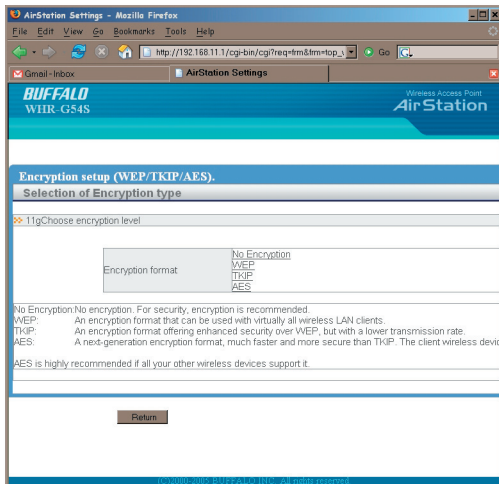 AirStation Settings - Mozilla Firefox
File Edit View Go Bookmarks Tools Help
http://192.168.11.1/cgi-bin/cgi?req=frm&frm=top_ Go G
Gmail - Inbox AirStation Settings
BUFFALO
WHR-G54S
Wireless Access Point
AirStation
Encryption setup (WEP/TKIP/AES).
Selection of Encryption type
11gChoose encryption level
Encryption format
No Encryption
WEP
TKIP
AES
No Encryption:No encryption. For security, encryption is recommended.
WEP: An encryption format that can be used with virtually all wireless LAN clients.
TKIP: An encryption format offering enhanced security over WEP, but with a lower transmission rate.
AES: A next-generation encryption format, much faster and more secure than TKIP. The client wireless devic
AES is highly recommended if all your other wireless devices support it.
Return
(C)2000-2005 BUFFALO INC. All rights reserved.